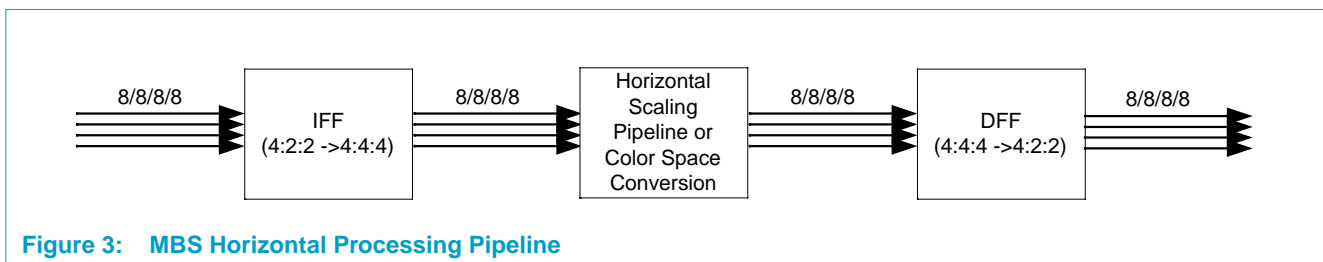 8/8/8/8
IFF
(4:2:2 ->4:4:4)
8/8/8/8
Horizontal
Scaling
Pipeline or
Color Space
Conversion
8/8/8/8
DFF
(4:4:4 ->4:2:2)
8/8/8/8
Figure 3: MBS Horizontal Processing Pipeline